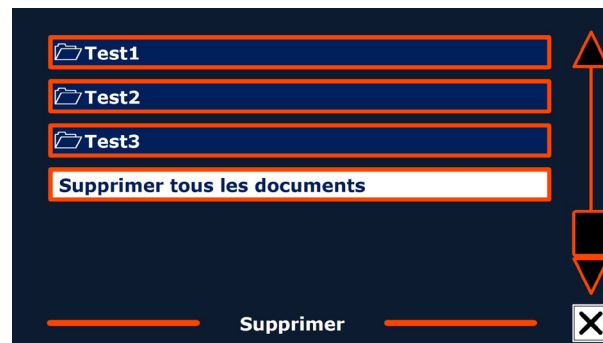 Test1
Test2
Test3
Supprimer tous les documents
Supprimer